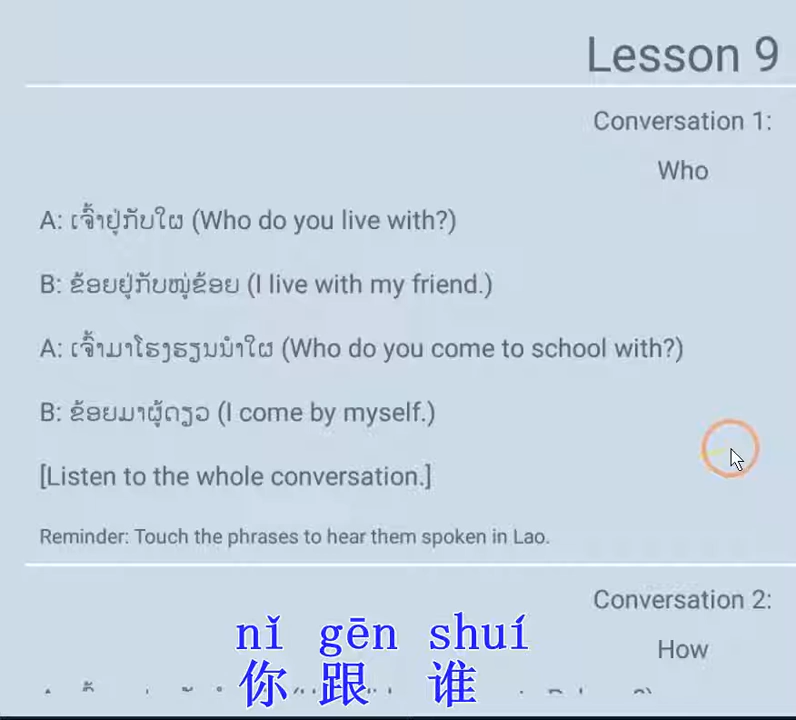 Lesson 9
Conversation 1:
Who
A: ເຈົ້າຢູ່ກັບໃຜ (Who do you live with?)
B: ຂ້ອຍຢູ່ກັບໝູ່ຂ້ອຍ (I live with my friend.)
A: ເຈົ້າມາໂຮງຮຽນນຳໃຜ (Who do you come to school with?)
B: ຂ້ອຍມາຜູ້ດຽວ (I come by myself.)
[Listen to the whole conversation.]
Reminder: Touch the phrases to hear them spoken in Lao.
Conversation 2:
How
nǐ gēn shuí
你 跟 谁